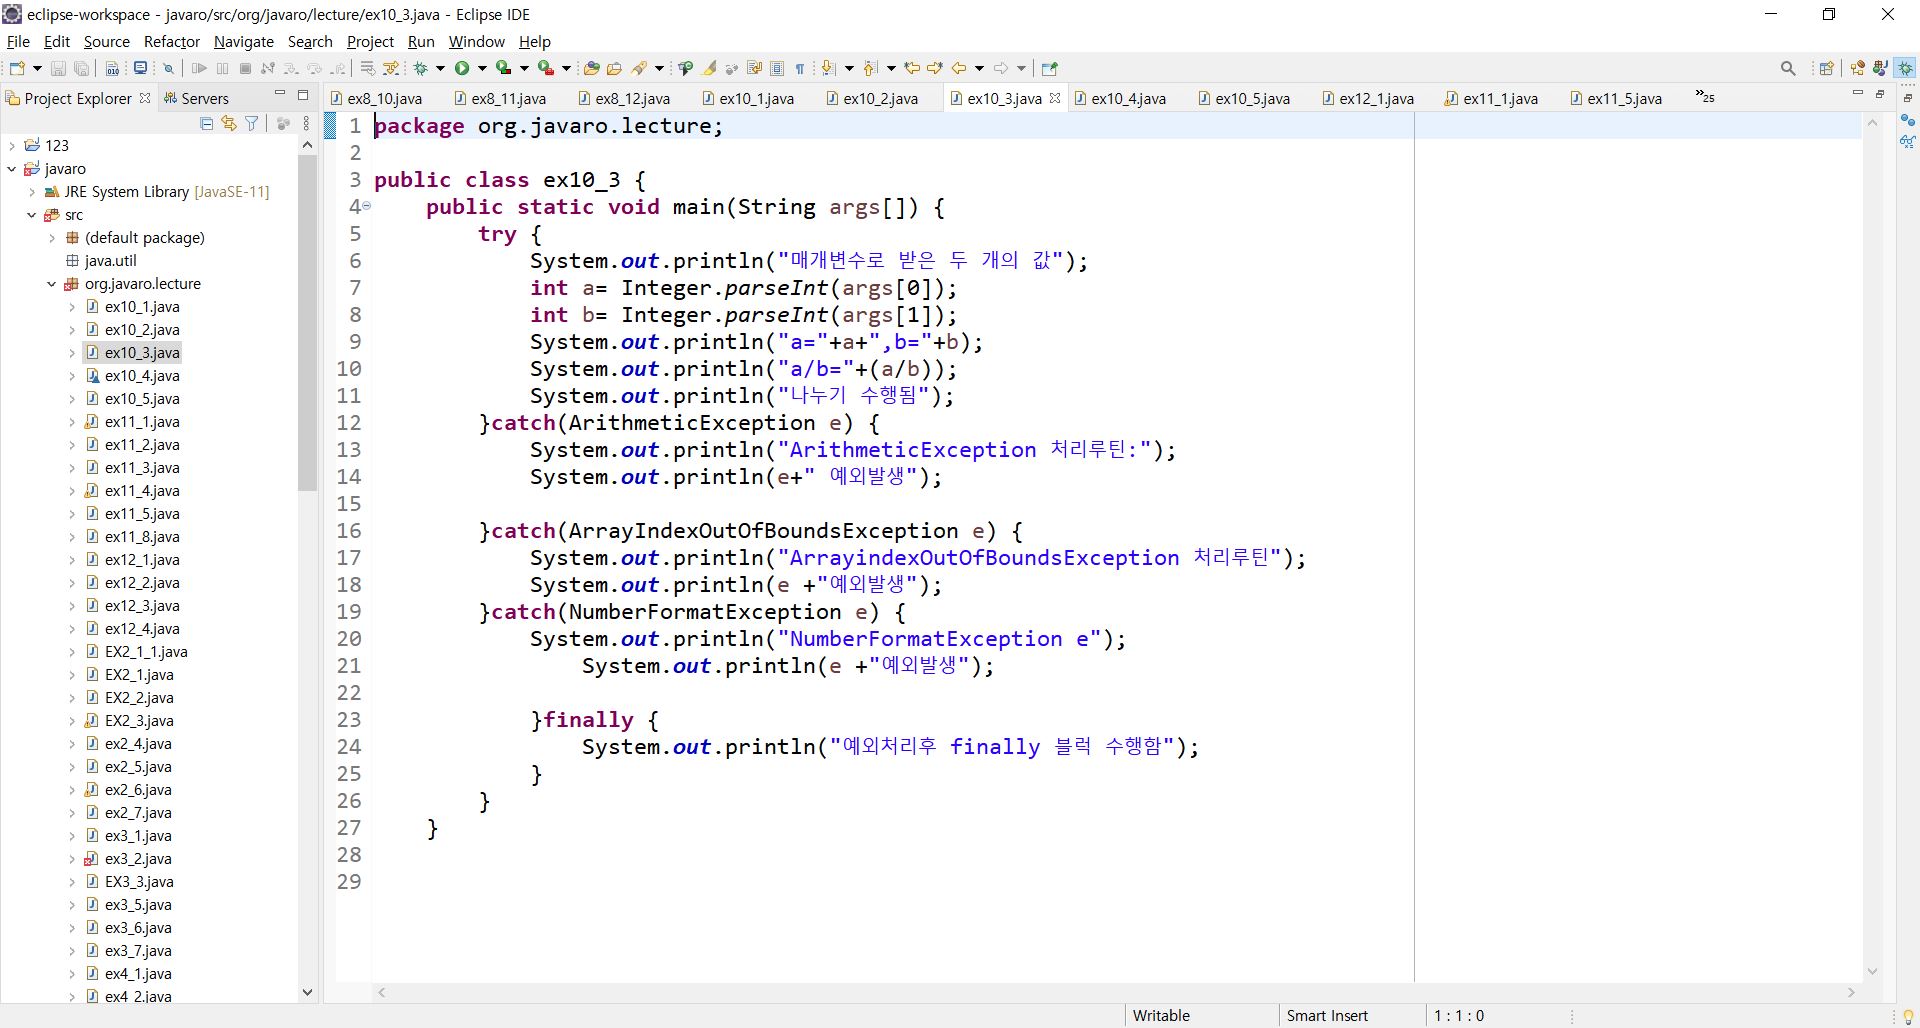 eclipse-workspace - javaro/src/org/javaro/lecture/ex10_3.java - Eclipse IDE
File Edit Source Refactor Navigate Search Project Run Window Help
Project Explorer Servers
ex8_10.java ex8_11.java ex8_12.java ex10_1.java ex10_2.java ex10_3.java ex10_4.java ex10_5.java ex12_1.java ex11_1.java ex11_5.java »25
123
javaro
JRE System Library [JavaSE-11]
src
(default package)
java.util
org.javaro.lecture
ex10_1.java
ex10_2.java
ex10_3.java
ex10_4.java
ex10_5.java
ex11_1.java
ex11_2.java
ex11_3.java
ex11_4.java
ex11_5.java
ex11_8.java
ex12_1.java
ex12_2.java
ex12_3.java
ex12_4.java
EX2_1_1.java
EX2_1.java
EX2_2.java
EX2_3.java
ex2_4.java
ex2_5.java
ex2_6.java
ex2_7.java
ex3_1.java
ex3_2.java
EX3_3.java
ex3_5.java
ex3_6.java
ex3_7.java
ex4_1.java
ex4_2.java
1 package org.javaro.lecture;
2
3 public class ex10_3 {
4 public static void main(String args[]) {
5 try {
6 System.out.println("매개변수로 받은 두 개의 값");
7 int a= Integer.parseInt(args[0]);
8 int b= Integer.parseInt(args[1]);
9 System.out.println("a="+a+",b="+b);
10 System.out.println("a/b="+(a/b));
11 System.out.println("나누기 수행됨");
12 }catch(ArithmeticException e) {
13 System.out.println("ArithmeticException 처리루틴:");
14 System.out.println(e+" 예외발생");
15
16 }catch(ArrayIndexOutOfBoundsException e) {
17 System.out.println("ArrayindexOutOfBoundsException 처리루틴");
18 System.out.println(e +"예외발생");
19 }catch(NumberFormatException e) {
20 System.out.println("NumberFormatException e");
21 System.out.println(e +"예외발생");
22
23 }finally {
24 System.out.println("예외처리후 finally 블럭 수행함");
25 }
26 }
27 }
28
29
Writable Smart Insert 1 : 1 : 0